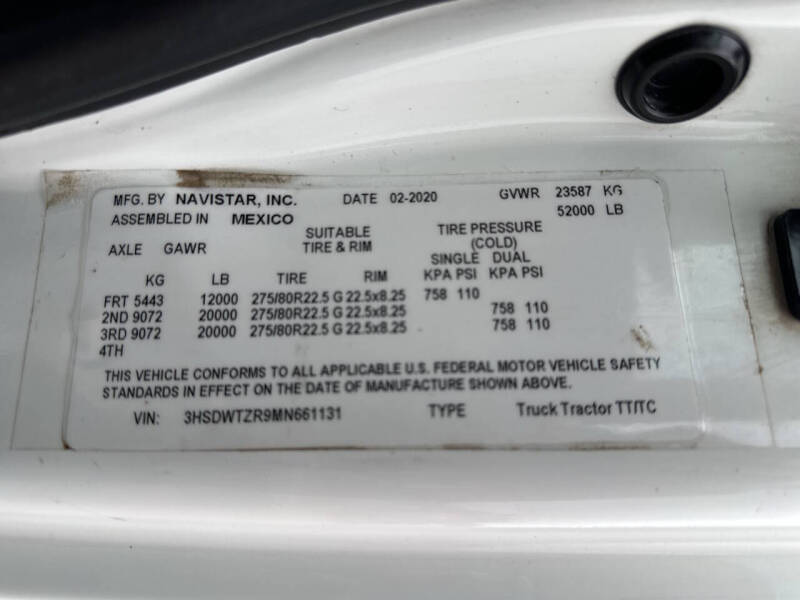 MFG. BY NAVISTAR, INC. DATE 02-2020 GVWR 23587 KG
ASSEMBLED IN MEXICO 52000 LB
SUITABLE TIRE PRESSURE
AXLE GAWR TIRE & RIM (COLD)
SINGLE DUAL
KG LB TIRE RIM KPA PSI KPA PSI
FRT 5443 12000 275/80R22.5 G 22.5x8.25 758 110
2ND 9072 20000 275/80R22.5 G 22.5x8.25 758 110
3RD 9072 20000 275/80R22.5 G 22.5x8.25 758 110
4TH
THIS VEHICLE CONFORMS TO ALL APPLICABLE U.S. FEDERAL MOTOR VEHICLE SAFETY
STANDARDS IN EFFECT ON THE DATE OF MANUFACTURE SHOWN ABOVE.
VIN: 3HSDWTZR9MN661131 TYPE Truck Tractor TT/TC